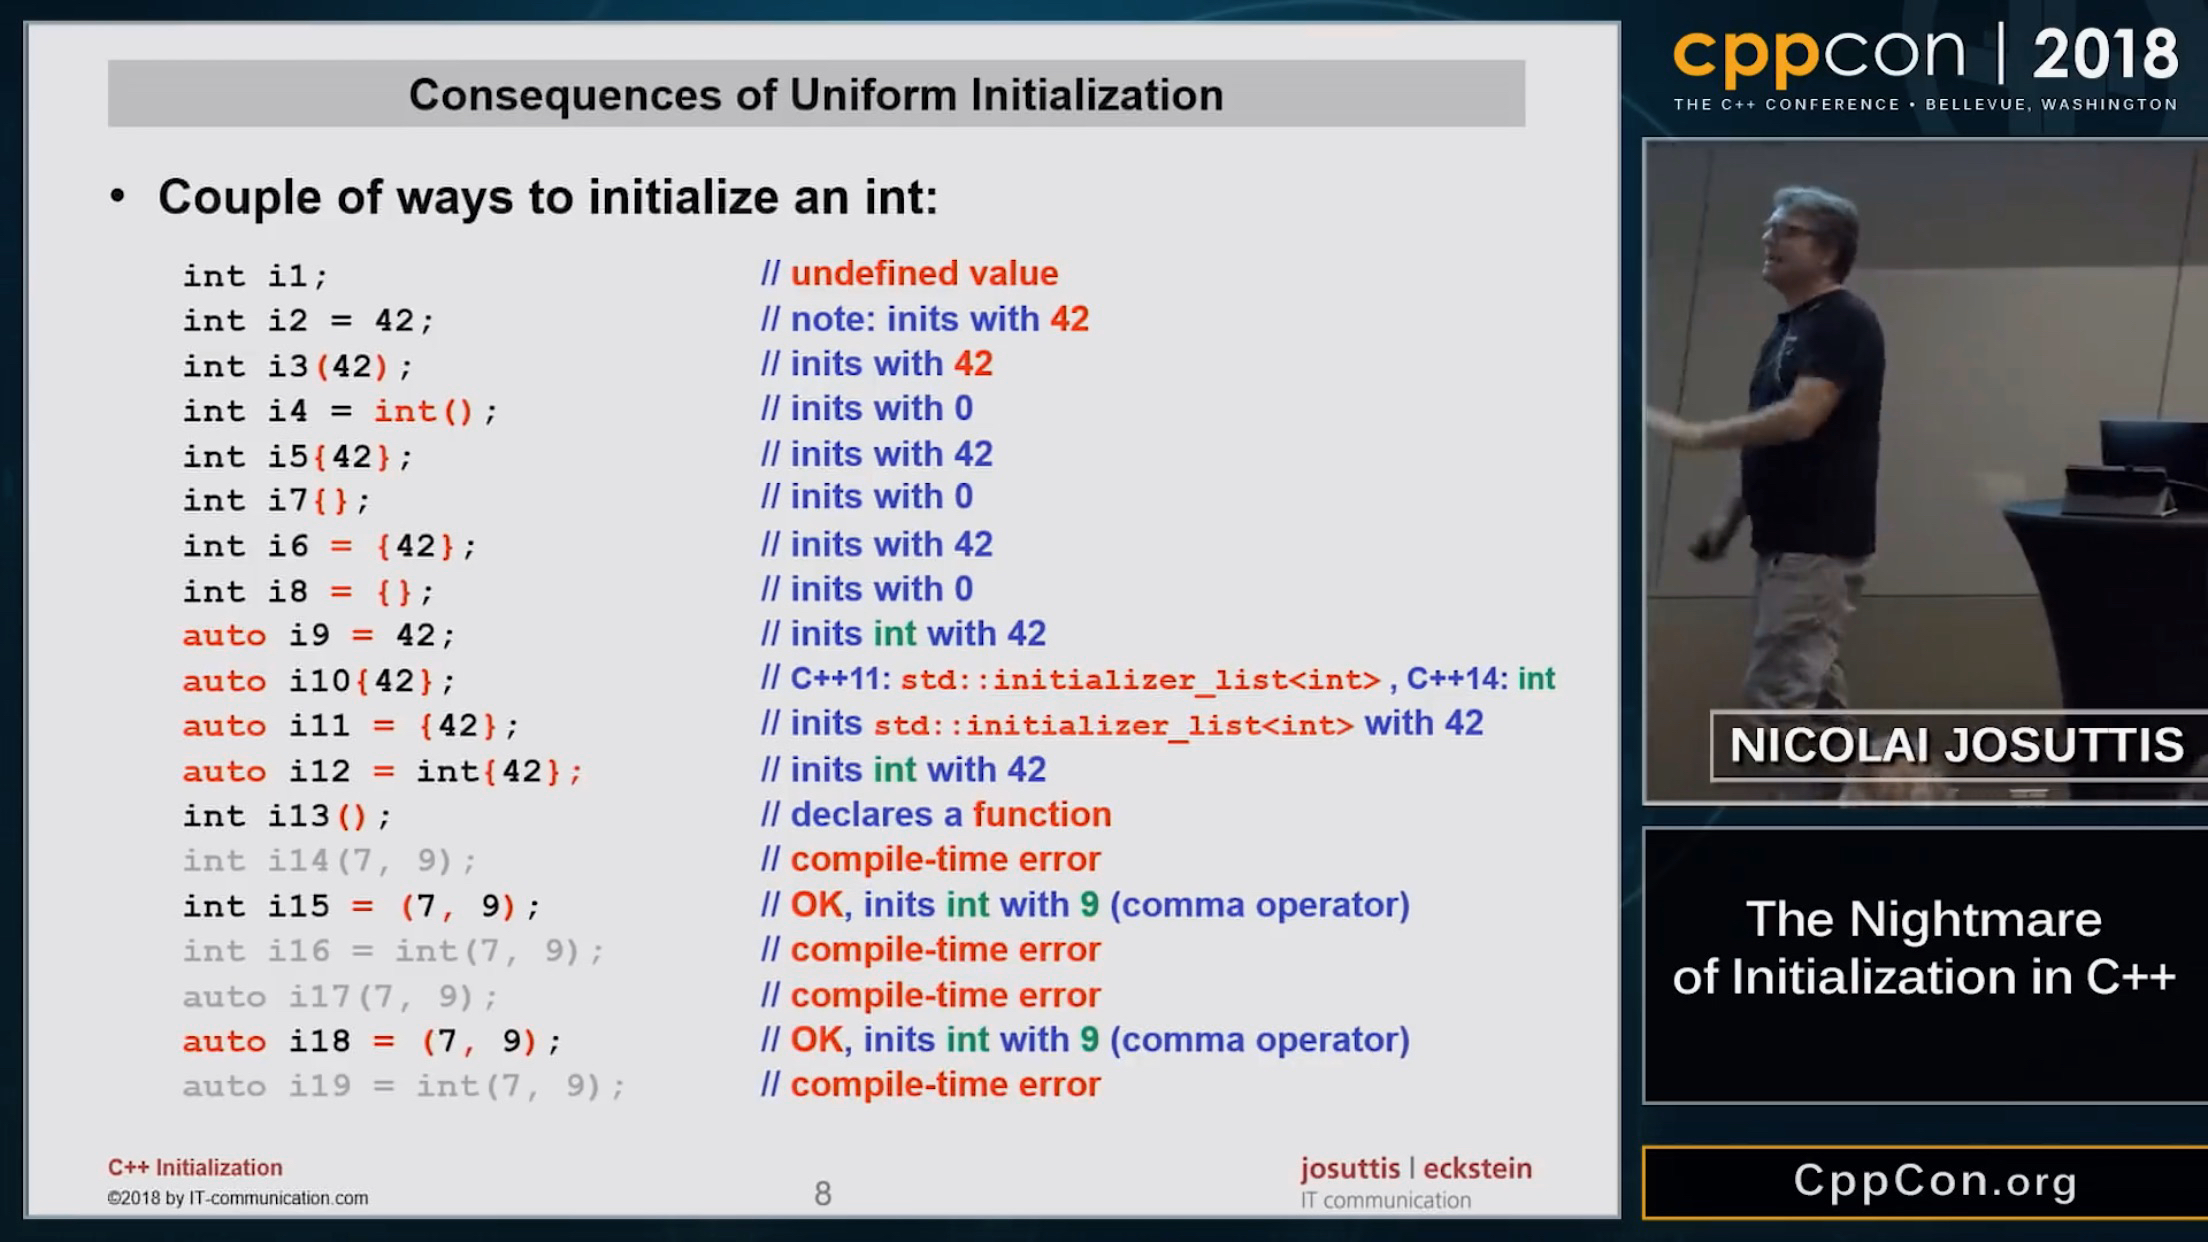 Consequences of Uniform Initialization
• Couple of ways to initialize an int:
int i1; // undefined value
int i2 = 42; // note: inits with 42
int i3(42); // inits with 42
int i4 = int(); // inits with 0
int i5{42}; // inits with 42
int i7{}; // inits with 0
int i6 = {42}; // inits with 42
int i8 = {}; // inits with 0
auto i9 = 42; // inits int with 42
auto i10{42}; // C++11: std::initializer_list<int> , C++14: int
auto i11 = {42}; // inits std::initializer_list<int> with 42
auto i12 = int{42}; // inits int with 42
int i13(); // declares a function
int i14(7, 9); // compile-time error
int i15 = (7, 9); // OK, inits int with 9 (comma operator)
int i16 = int(7, 9); // compile-time error
auto i17(7, 9); // compile-time error
auto i18 = (7, 9); // OK, inits int with 9 (comma operator)
auto i19 = int(7, 9); // compile-time error
C++ Initialization
©2018 by IT-communication.com
8
josuttis | eckstein
IT communication
cppcon | 2018
THE C++ CONFERENCE • BELLEVUE, WASHINGTON
NICOLAI JOSUTTIS
The Nightmare
of Initialization in C++
CppCon.org